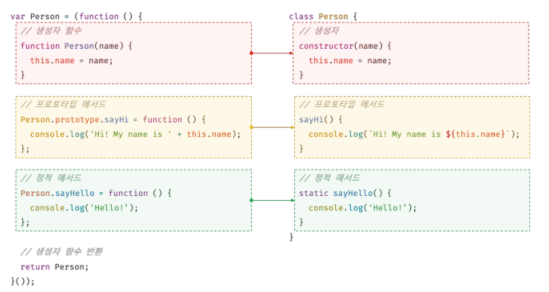 var Person = (function () {
// 생성자 함수
function Person(name) {
this.name = name;
}
// 프로토타입 메서드
Person.prototype.sayHi = function () {
console.log('Hi! My name is ' + this.name);
};
// 정적 메서드
Person.sayHello = function () {
console.log('Hello!');
};
// 생성자 함수 반환
return Person;
}());
class Person {
// 생성자
constructor(name) {
this.name = name;
}
// 프로토타입 메서드
sayHi() {
console.log(`Hi! My name is ${this.name}`);
}
// 정적 메서드
static sayHello() {
console.log('Hello!');
}
}